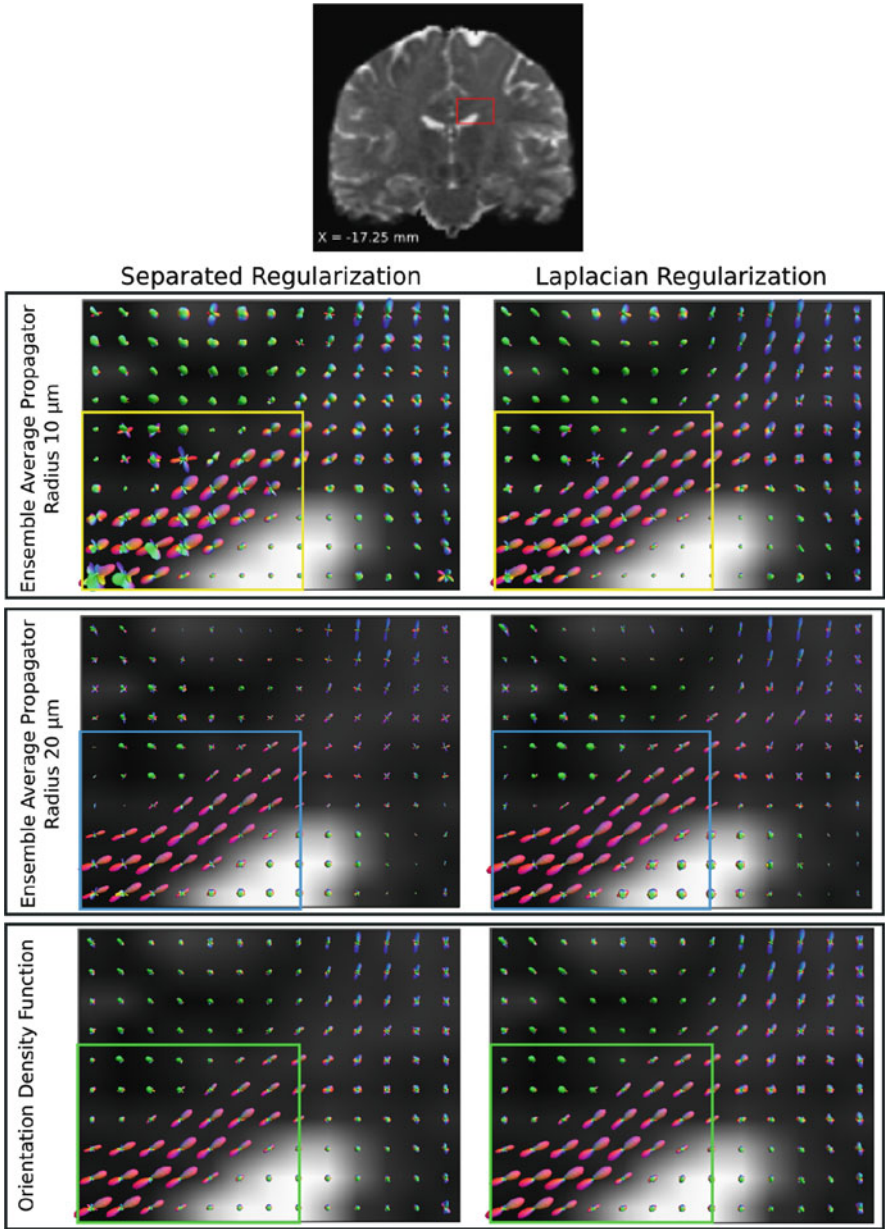 X = -17.25 mm
Separated Regularization
Laplacian Regularization
Ensemble Average Propagator
Radius 10 μm
Ensemble Average Propagator
Radius 20 μm
Orientation Density Function